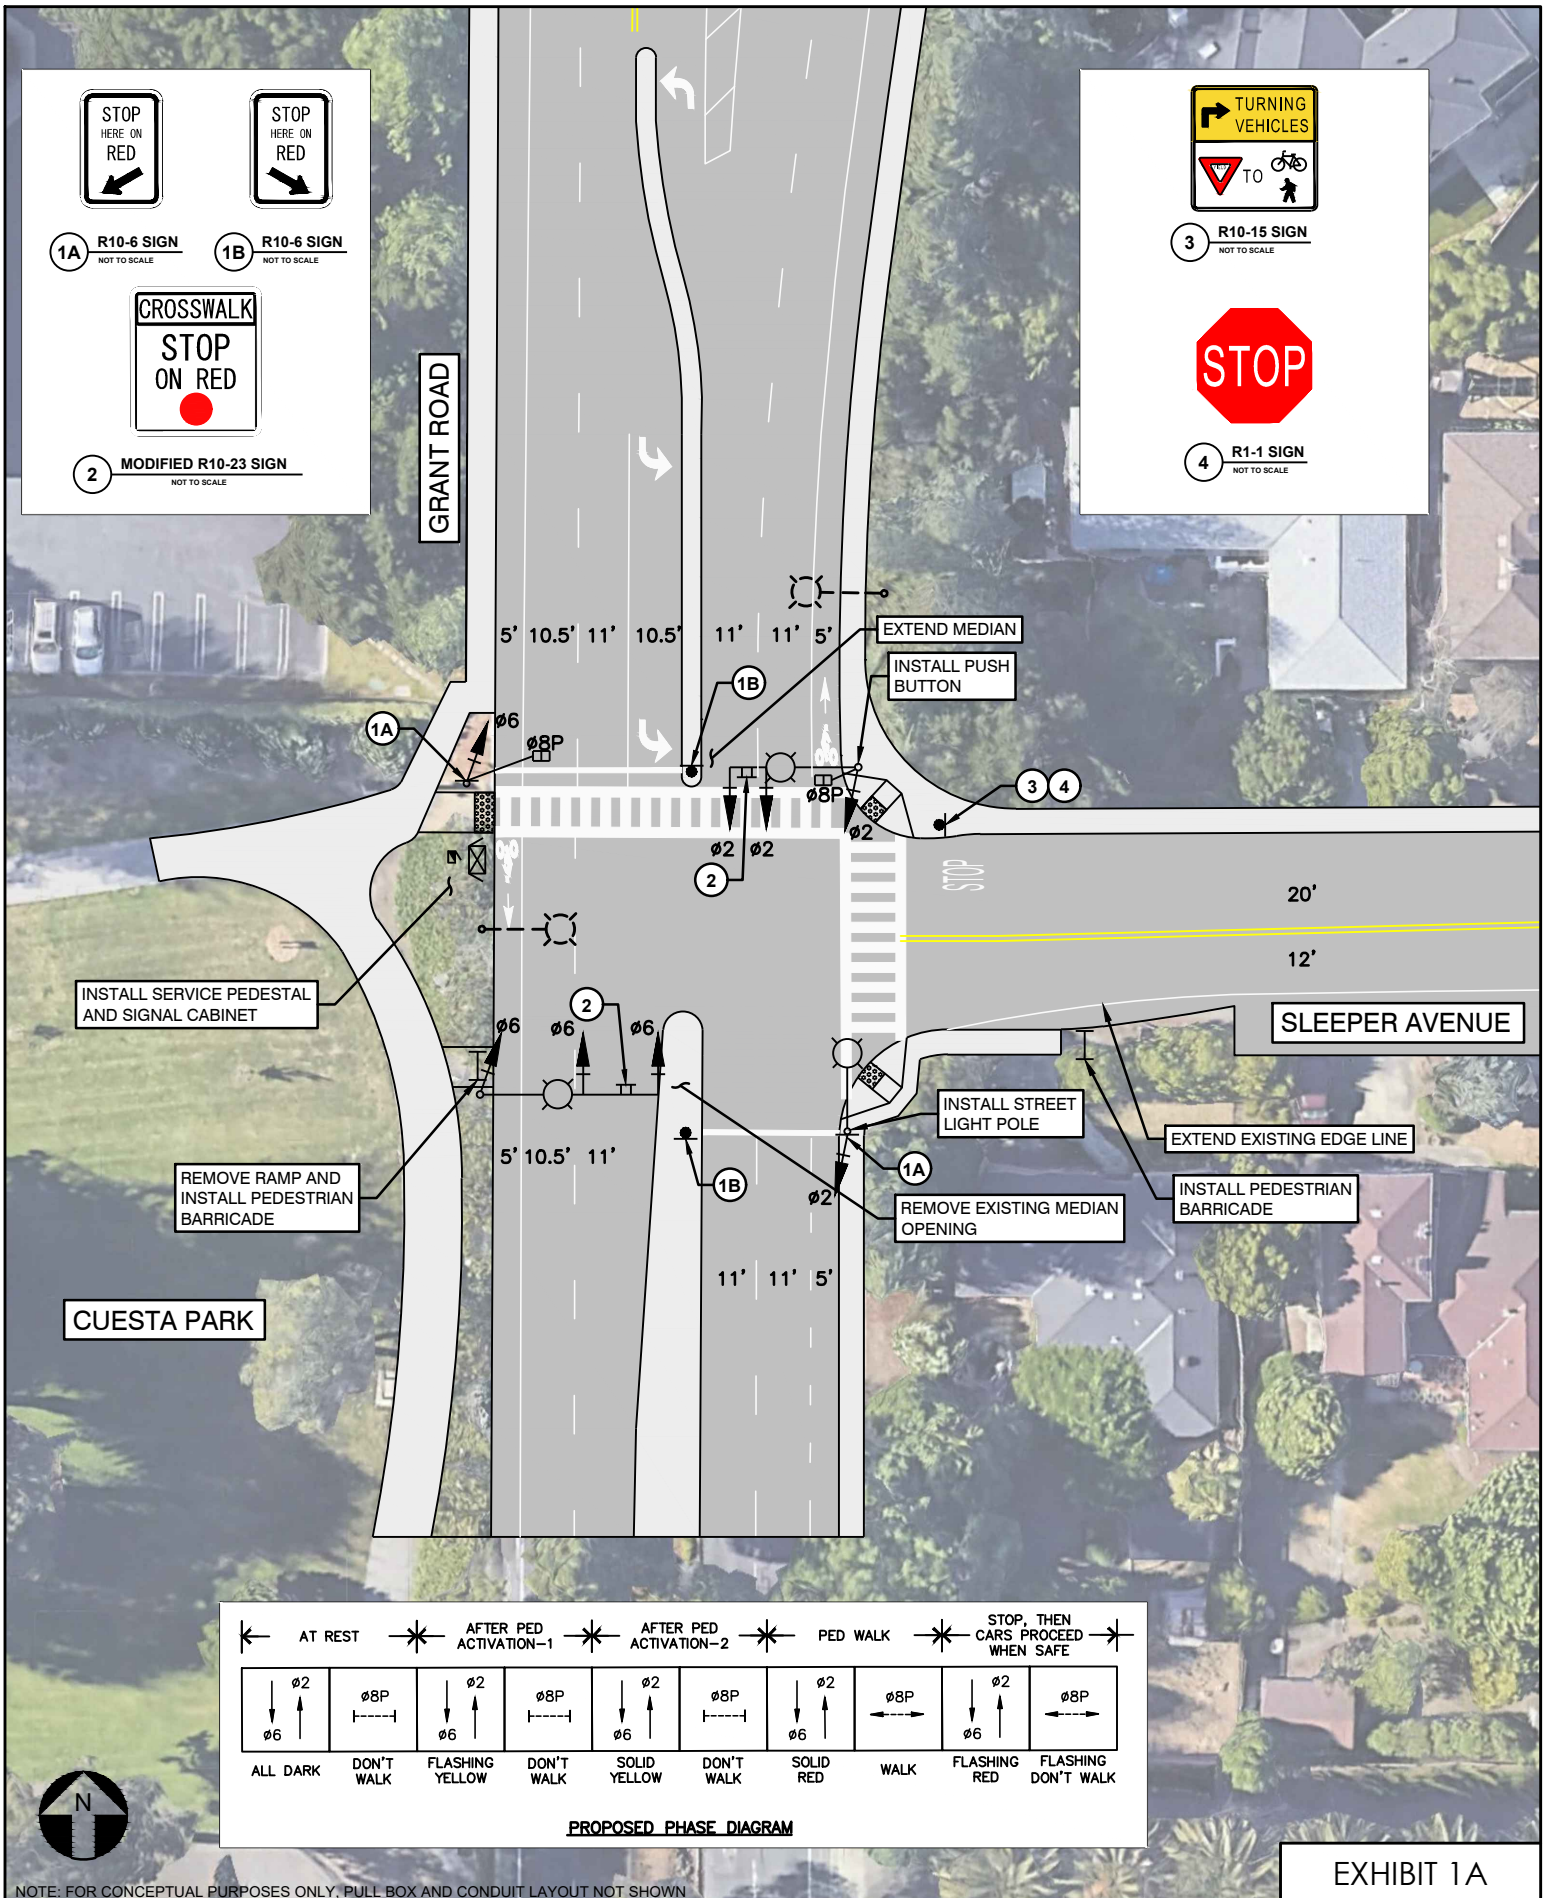 STOP
HERE ON
RED
STOP
HERE ON
RED
1A
R10-6 SIGN
NOT TO SCALE
1B
R10-6 SIGN
NOT TO SCALE
CROSSWALK
STOP
ON RED
2
MODIFIED R10-23 SIGN
NOT TO SCALE
TURNING
VEHICLES
TO
3
R10-15 SIGN
NOT TO SCALE
STOP
4
R1-1 SIGN
NOT TO SCALE
GRANT ROAD
5' 10.5' 11' 10.5' 11' 11' 5'
EXTEND MEDIAN
INSTALL PUSH
BUTTON
1B
1A
ø6
ø8P
ø8P
3 4
ø2 ø2
ø2
2
STOP
20'
12'
SLEEPER AVENUE
INSTALL SERVICE PEDESTAL
AND SIGNAL CABINET
2
ø6 ø6 ø6
INSTALL STREET
LIGHT POLE
EXTEND EXISTING EDGE LINE
5' 10.5' 11'
1B
1A
ø2
REMOVE RAMP AND
INSTALL PEDESTRIAN
BARRICADE
REMOVE EXISTING MEDIAN
OPENING
INSTALL PEDESTRIAN
BARRICADE
11' 11' 5'
CUESTA PARK
AT REST
AFTER PED
ACTIVATION-1
AFTER PED
ACTIVATION-2
PED WALK
STOP, THEN
CARS PROCEED
WHEN SAFE
ø2
ø6
ø8P
ø2
ø6
ø8P
ø2
ø6
ø8P
ø2
ø6
ø8P
ø2
ø6
ø8P
ALL DARK
DON'T
WALK
FLASHING
YELLOW
DON'T
WALK
SOLID
YELLOW
DON'T
WALK
SOLID
RED
WALK
FLASHING
RED
FLASHING
DON'T WALK
PROPOSED PHASE DIAGRAM
N
NOTE: FOR CONCEPTUAL PURPOSES ONLY, PULL BOX AND CONDUIT LAYOUT NOT SHOWN
EXHIBIT 1A